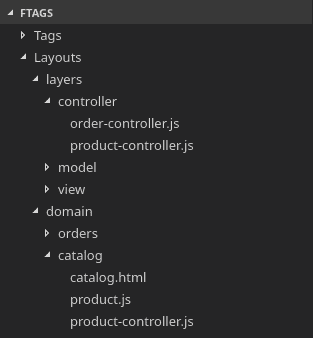 FTAGS
Tags
Layouts
layers
controller
order-controller.js
product-controller.js
model
view
domain
orders
catalog
catalog.html
product.js
product-controller.js